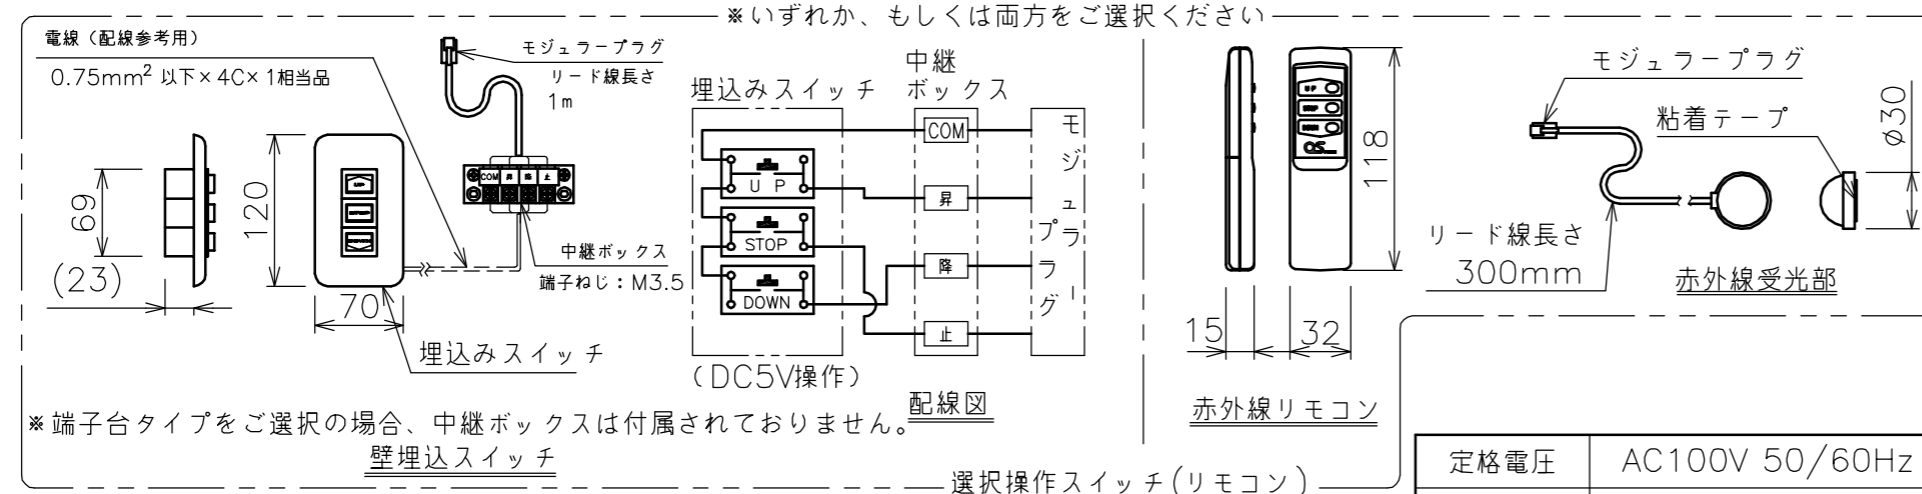 ※いずれか、もしくは両方をご選択ください
電線（配線参考用）
0.75mm² 以下×4C×1相当品
モジュラープラグ
リード線長さ
1m
69
(23)
120
70
UP
COM 昇 降 止
中継ボックス
端子ねじ：M3.5
埋込みスイッチ
※端子台タイプをご選択の場合、中継ボックスは付属されておりません。
壁埋込スイッチ
埋込みスイッチ
中継
ボックス
COM
UP
昇
STOP
降
DOWN
止
モジュラープラグ
(DC5V操作)
配線図
UP
STOP
DOWN
OS
118
15
32
赤外線リモコン
モジュラープラグ
粘着テープ
φ30
リード線長さ
300mm
赤外線受光部
選択操作スイッチ(リモコン)
定格電圧 AC100V 50/60Hz